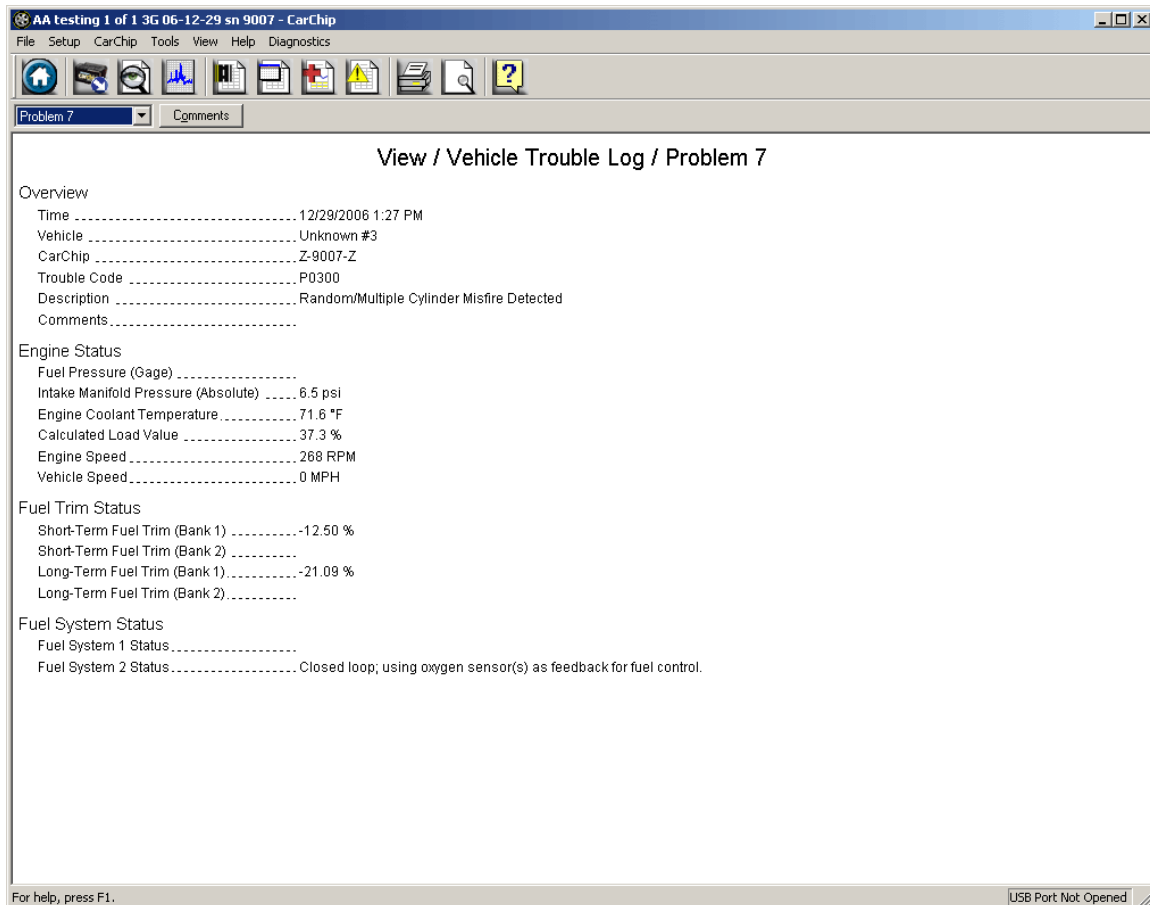 AA testing 1 of 1 3G 06-12-29 sn 9007 - CarChip
File Setup CarChip Tools View Help Diagnostics
Problem 7 Comments
View / Vehicle Trouble Log / Problem 7
Overview
Time 12/29/2006 1:27 PM
Vehicle Unknown #3
CarChip Z-9007-Z
Trouble Code P0300
Description Random/Multiple Cylinder Misfire Detected
Comments
Engine Status
Fuel Pressure (Gage)
Intake Manifold Pressure (Absolute) 6.5 psi
Engine Coolant Temperature 71.6 °F
Calculated Load Value 37.3 %
Engine Speed 268 RPM
Vehicle Speed 0 MPH
Fuel Trim Status
Short-Term Fuel Trim (Bank 1) -12.50 %
Short-Term Fuel Trim (Bank 2)
Long-Term Fuel Trim (Bank 1) -21.09 %
Long-Term Fuel Trim (Bank 2)
Fuel System Status
Fuel System 1 Status
Fuel System 2 Status Closed loop; using oxygen sensor(s) as feedback for fuel control.
For help, press F1. USB Port Not Opened